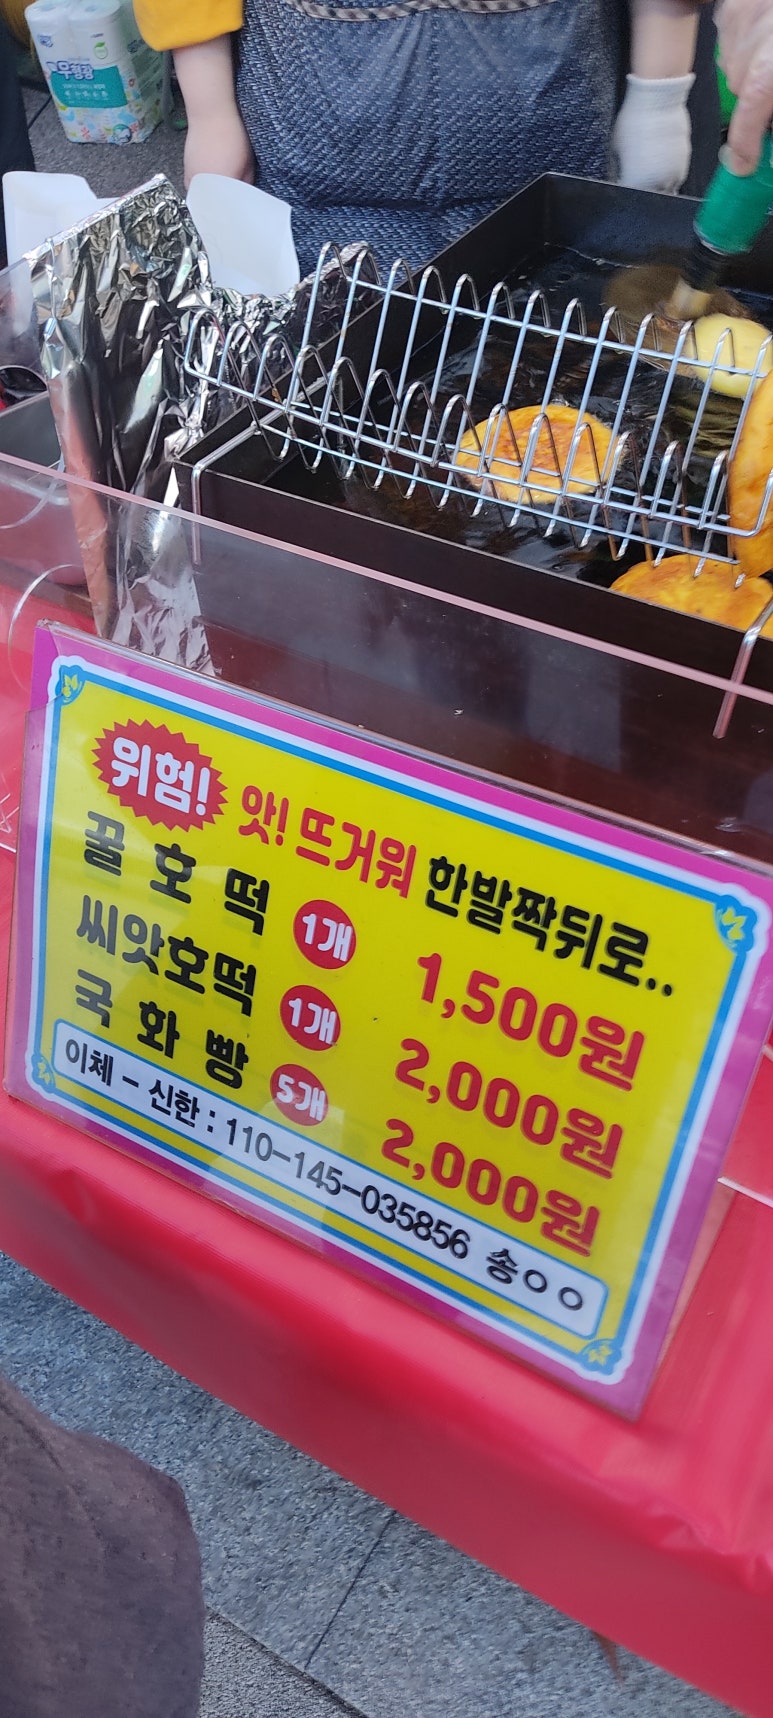 위험! 앗! 뜨거워 한발짝뒤로..
꿀 호 떡 1개 1,500원
씨앗호떡 1개 2,000원
국 화 빵 5개 2,000원
이체 - 신한 : 110-145-035856 송ㅇㅇ